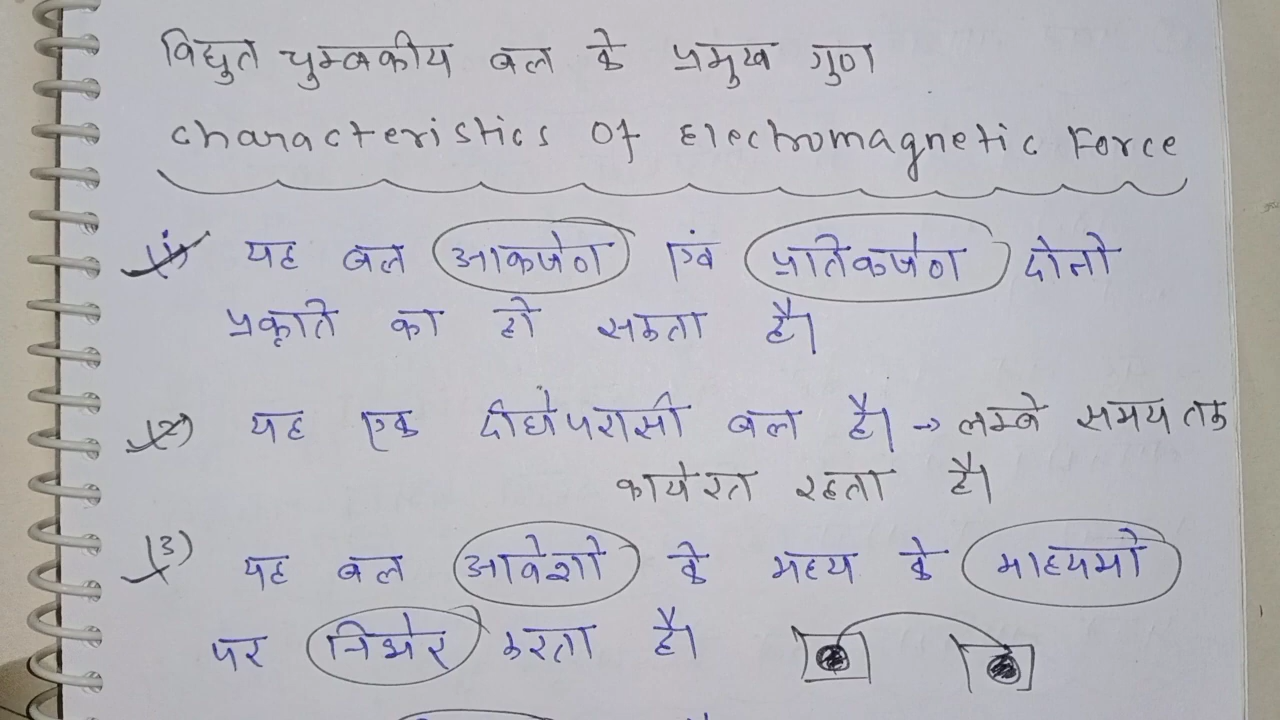 विद्युत चुम्बकीय बल के प्रमुख गुण
Characteristics Of Electromagnetic Force
(1) यह बल आकर्षण एवं प्रतिकर्षण दोनो
प्रकृति का हो सकता है।
(2) यह एक दीर्घपरासी बल है। → लम्बे समय तक
कार्यरत रहता है।
(3) यह बल आवेशो के मध्य के माध्यमो
पर निर्भर करता है।